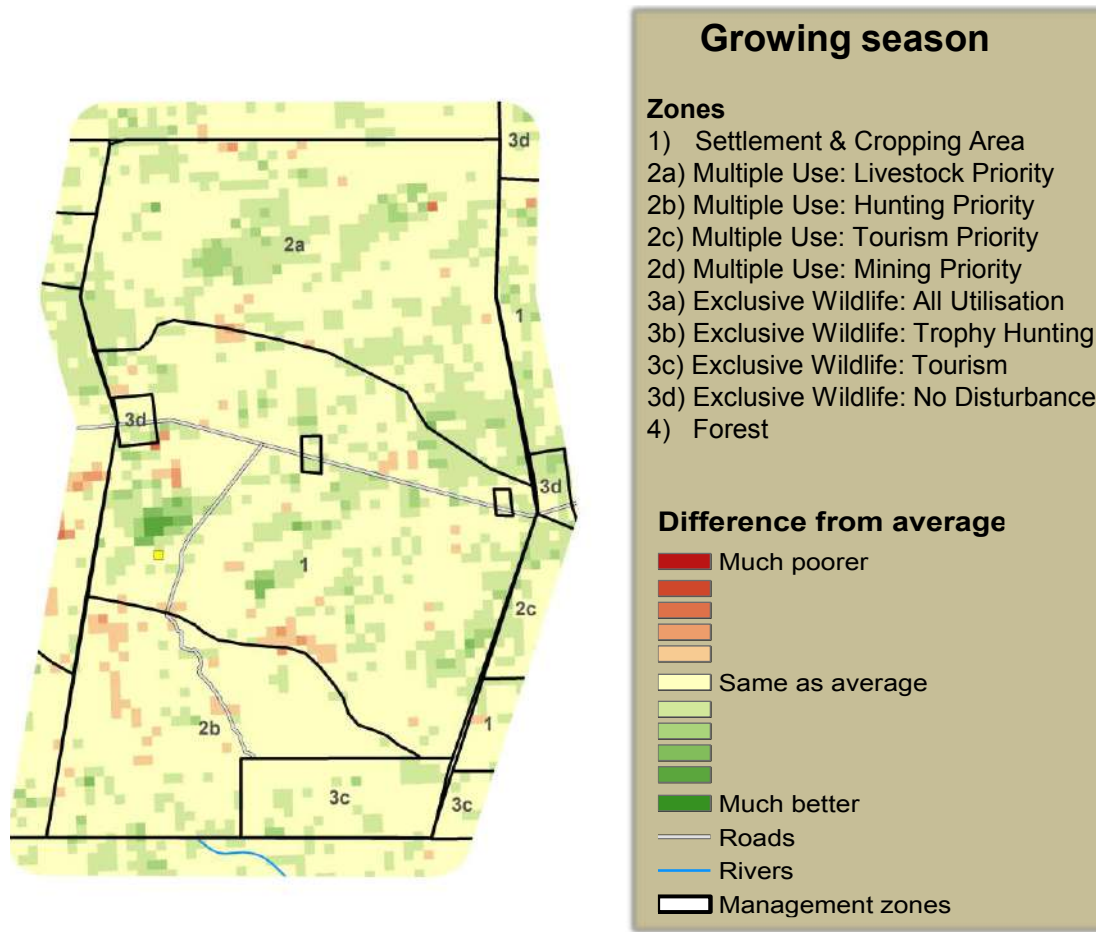 Growing season
Zones
1) Settlement & Cropping Area
2a) Multiple Use: Livestock Priority
2b) Multiple Use: Hunting Priority
2c) Multiple Use: Tourism Priority
2d) Multiple Use: Mining Priority
3a) Exclusive Wildlife: All Utilisation
3b) Exclusive Wildlife: Trophy Hunting
3c) Exclusive Wildlife: Tourism
3d) Exclusive Wildlife: No Disturbance
4) Forest
Difference from average
Much poorer
Same as average
Much better
Roads
Rivers
Management zones
3d
2a
1
3d
3d
1
2c
2b
1
3c
3c